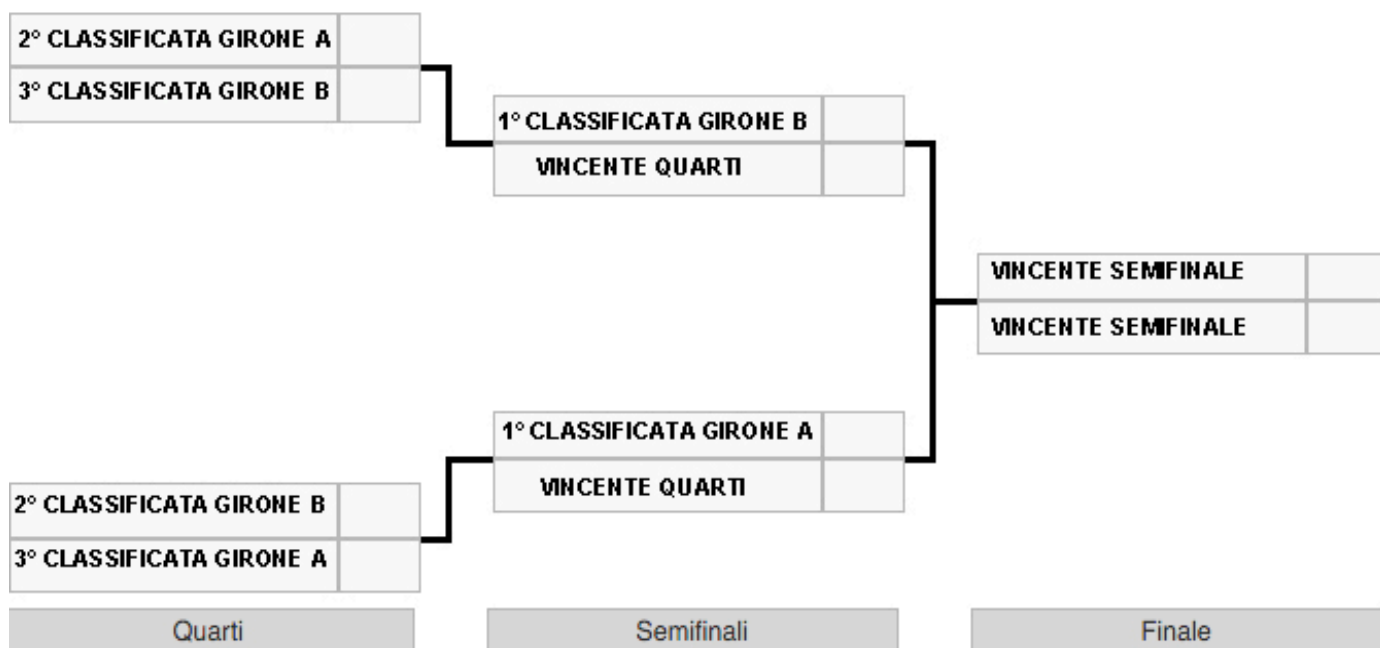 2° CLASSIFICATA GIRONE A
3° CLASSIFICATA GIRONE B
1° CLASSIFICATA GIRONE B
VINCENTE QUARTI
VINCENTE SEMIFINALE
VINCENTE SEMIFINALE
1° CLASSIFICATA GIRONE A
VINCENTE QUARTI
2° CLASSIFICATA GIRONE B
3° CLASSIFICATA GIRONE A
Quarti
Semifinali
Finale